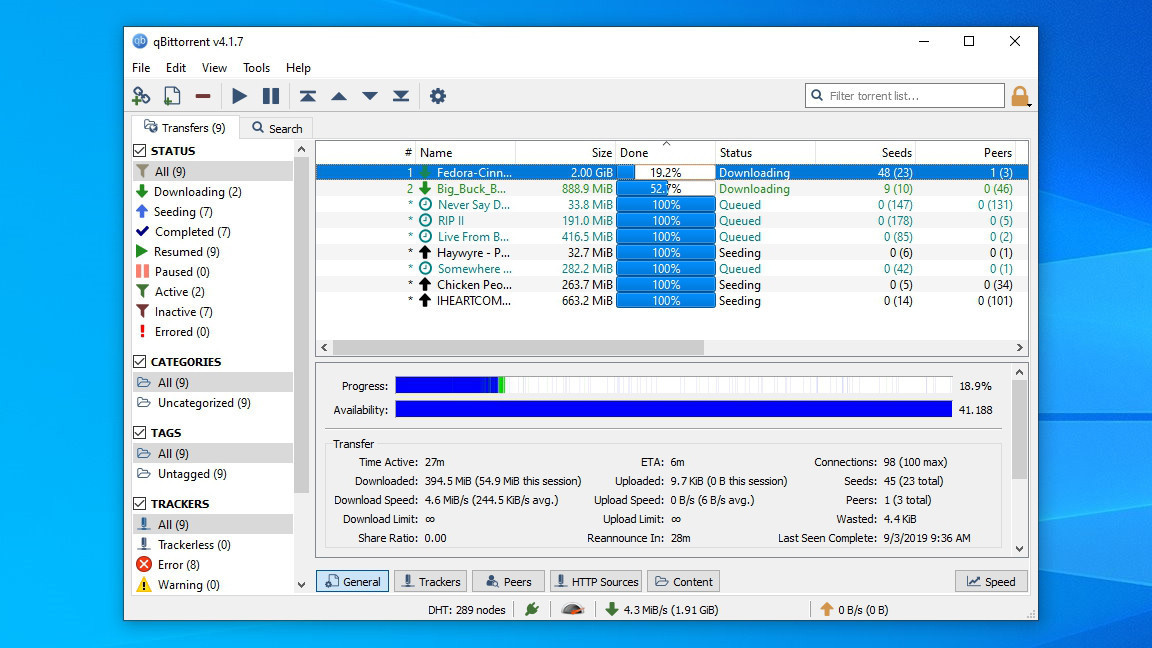 qBittorrent v4.1.7
File Edit View Tools Help
Filter torrent list...
Transfers (9) Search
STATUS
All (9)
Downloading (2)
Seeding (7)
Completed (7)
Resumed (9)
Paused (0)
Active (2)
Inactive (7)
Errored (0)
CATEGORIES
All (9)
Uncategorized (9)
TAGS
All (9)
Untagged (9)
TRACKERS
All (9)
Trackerless (0)
Error (8)
Warning (0)
# Name Size Done Status Seeds Peers
1 Fedora-Cinn... 2.00 GiB 19.2% Downloading 48 (23) 1 (3)
2 Big_Buck_B... 888.9 MiB 52.7% Downloading 9 (10) 0 (46)
* Never Say D... 33.8 MiB 100% Queued 0 (147) 0 (131)
* RIP II 191.0 MiB 100% Queued 0 (178) 0 (5)
* Live From B... 416.5 MiB 100% Queued 0 (85) 0 (2)
* Haywyre - P... 32.7 MiB 100% Seeding 0 (6) 0 (1)
* Somewhere ... 282.2 MiB 100% Queued 0 (42) 0 (1)
* Chicken Peo... 263.7 MiB 100% Seeding 0 (5) 0 (34)
* IHEARTCOM... 663.2 MiB 100% Seeding 0 (14) 0 (101)
Progress: 18.9%
Availability: 41.188
Transfer
Time Active: 27m ETA: 6m Connections: 98 (100 max)
Downloaded: 394.5 MiB (54.9 MiB this session) Uploaded: 9.7 KiB (0 B this session) Seeds: 45 (23 total)
Download Speed: 4.6 MiB/s (244.5 KiB/s avg.) Upload Speed: 0 B/s (6 B/s avg.) Peers: 1 (3 total)
Download Limit: ∞ Upload Limit: ∞ Wasted: 4.4 KiB
Share Ratio: 0.00 Reannounce In: 28m Last Seen Complete: 9/3/2019 9:36 AM
General Trackers Peers HTTP Sources Content Speed
DHT: 289 nodes 4.3 MiB/s (1.91 GiB) 0 B/s (0 B)